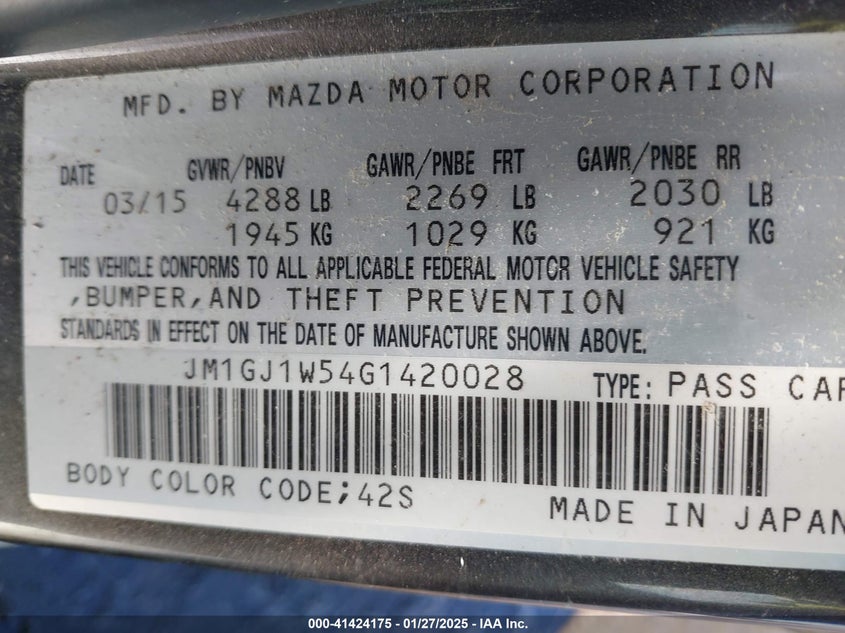 MFD. BY MAZDA MOTOR CORPORATION
DATE GVWR/PNBV GAWR/PNBE FRT GAWR/PNBE RR
03/15 4288 LB 2269 LB 2030 LB
1945 KG 1029 KG 921 KG
THIS VEHICLE CONFORMS TO ALL APPLICABLE FEDERAL MOTOR VEHICLE SAFETY
,BUMPER,AND THEFT PREVENTION
STANDARDS IN EFFECT ON THE DATE OF MANUFACTURE SHOWN ABOVE.
JM1GJ1W54G1420028 TYPE: PASS CAR
BODY COLOR CODE;42S
MADE IN JAPAN
000-41424175 — 01/27/2025 — IAA Inc.